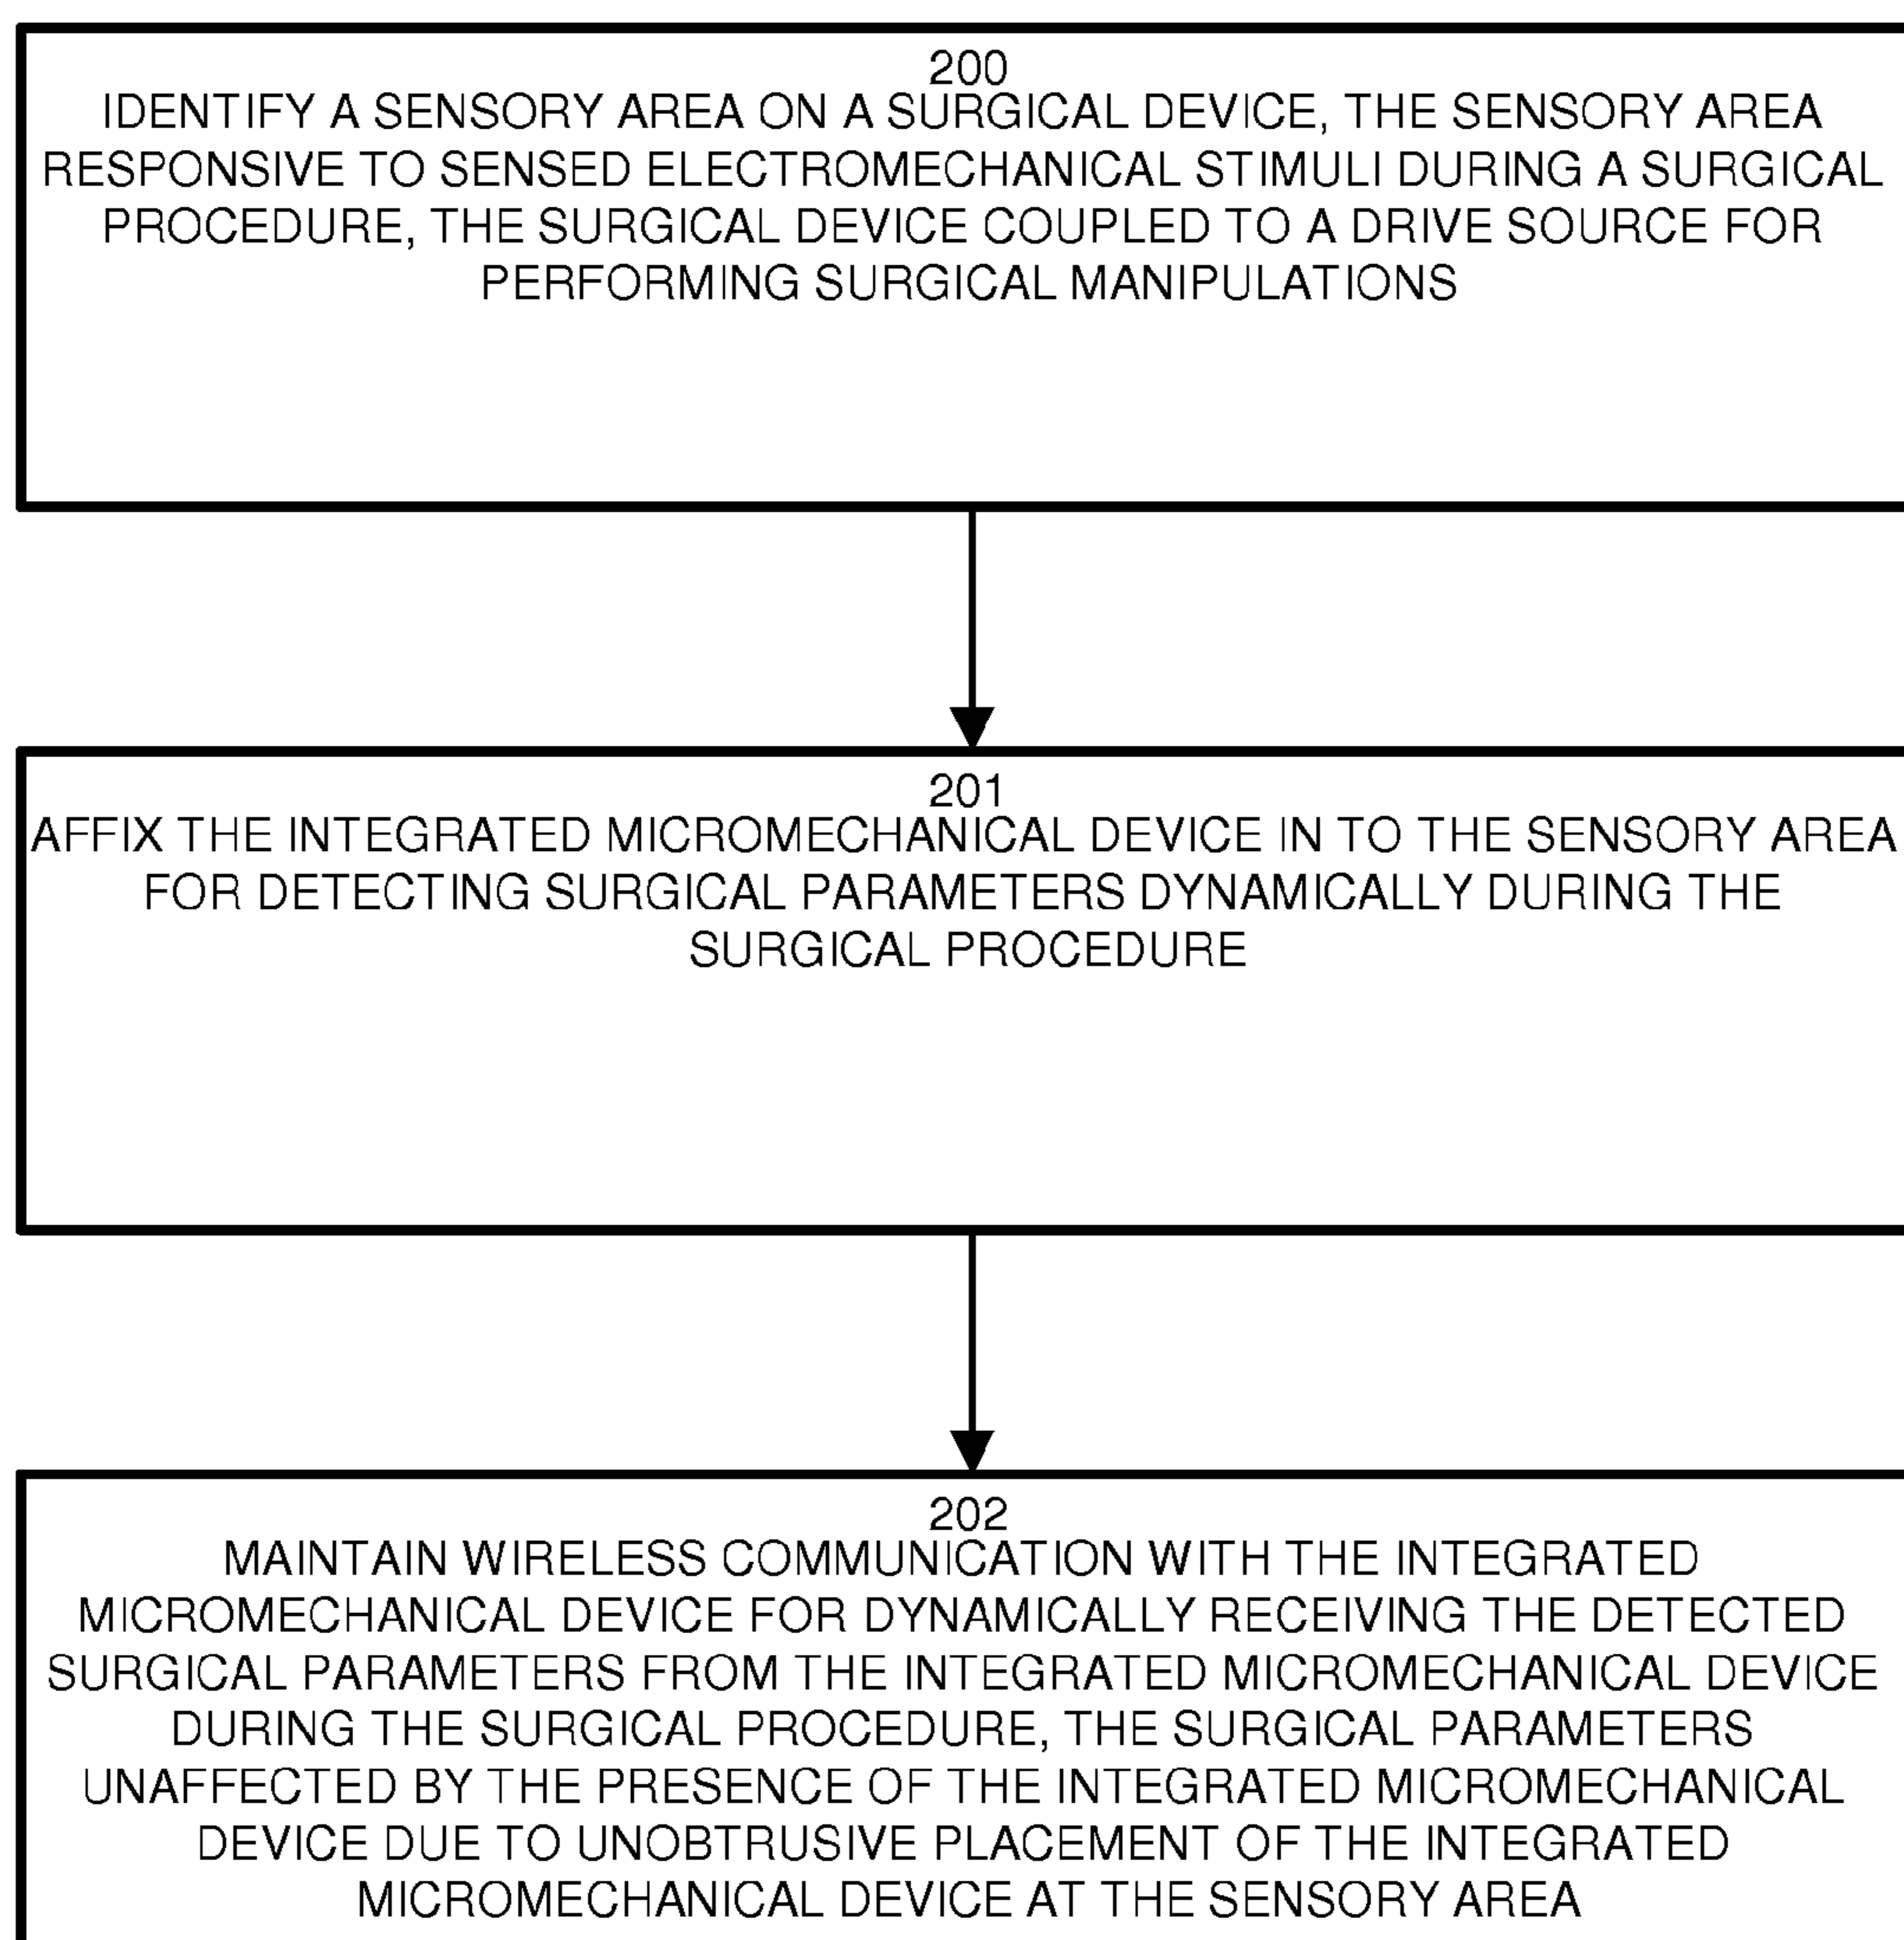 200
IDENTIFY A SENSORY AREA ON A SURGICAL DEVICE, THE SENSORY AREA
RESPONSIVE TO SENSED ELECTROMECHANICAL STIMULI DURING A SURGICAL
PROCEDURE, THE SURGICAL DEVICE COUPLED TO A DRIVE SOURCE FOR
PERFORMING SURGICAL MANIPULATIONS
201
AFFIX THE INTEGRATED MICROMECHANICAL DEVICE IN TO THE SENSORY AREA
FOR DETECTING SURGICAL PARAMETERS DYNAMICALLY DURING THE
SURGICAL PROCEDURE
202
MAINTAIN WIRELESS COMMUNICATION WITH THE INTEGRATED
MICROMECHANICAL DEVICE FOR DYNAMICALLY RECEIVING THE DETECTED
SURGICAL PARAMETERS FROM THE INTEGRATED MICROMECHANICAL DEVICE
DURING THE SURGICAL PROCEDURE, THE SURGICAL PARAMETERS
UNAFFECTED BY THE PRESENCE OF THE INTEGRATED MICROMECHANICAL
DEVICE DUE TO UNOBTRUSIVE PLACEMENT OF THE INTEGRATED
MICROMECHANICAL DEVICE AT THE SENSORY AREA